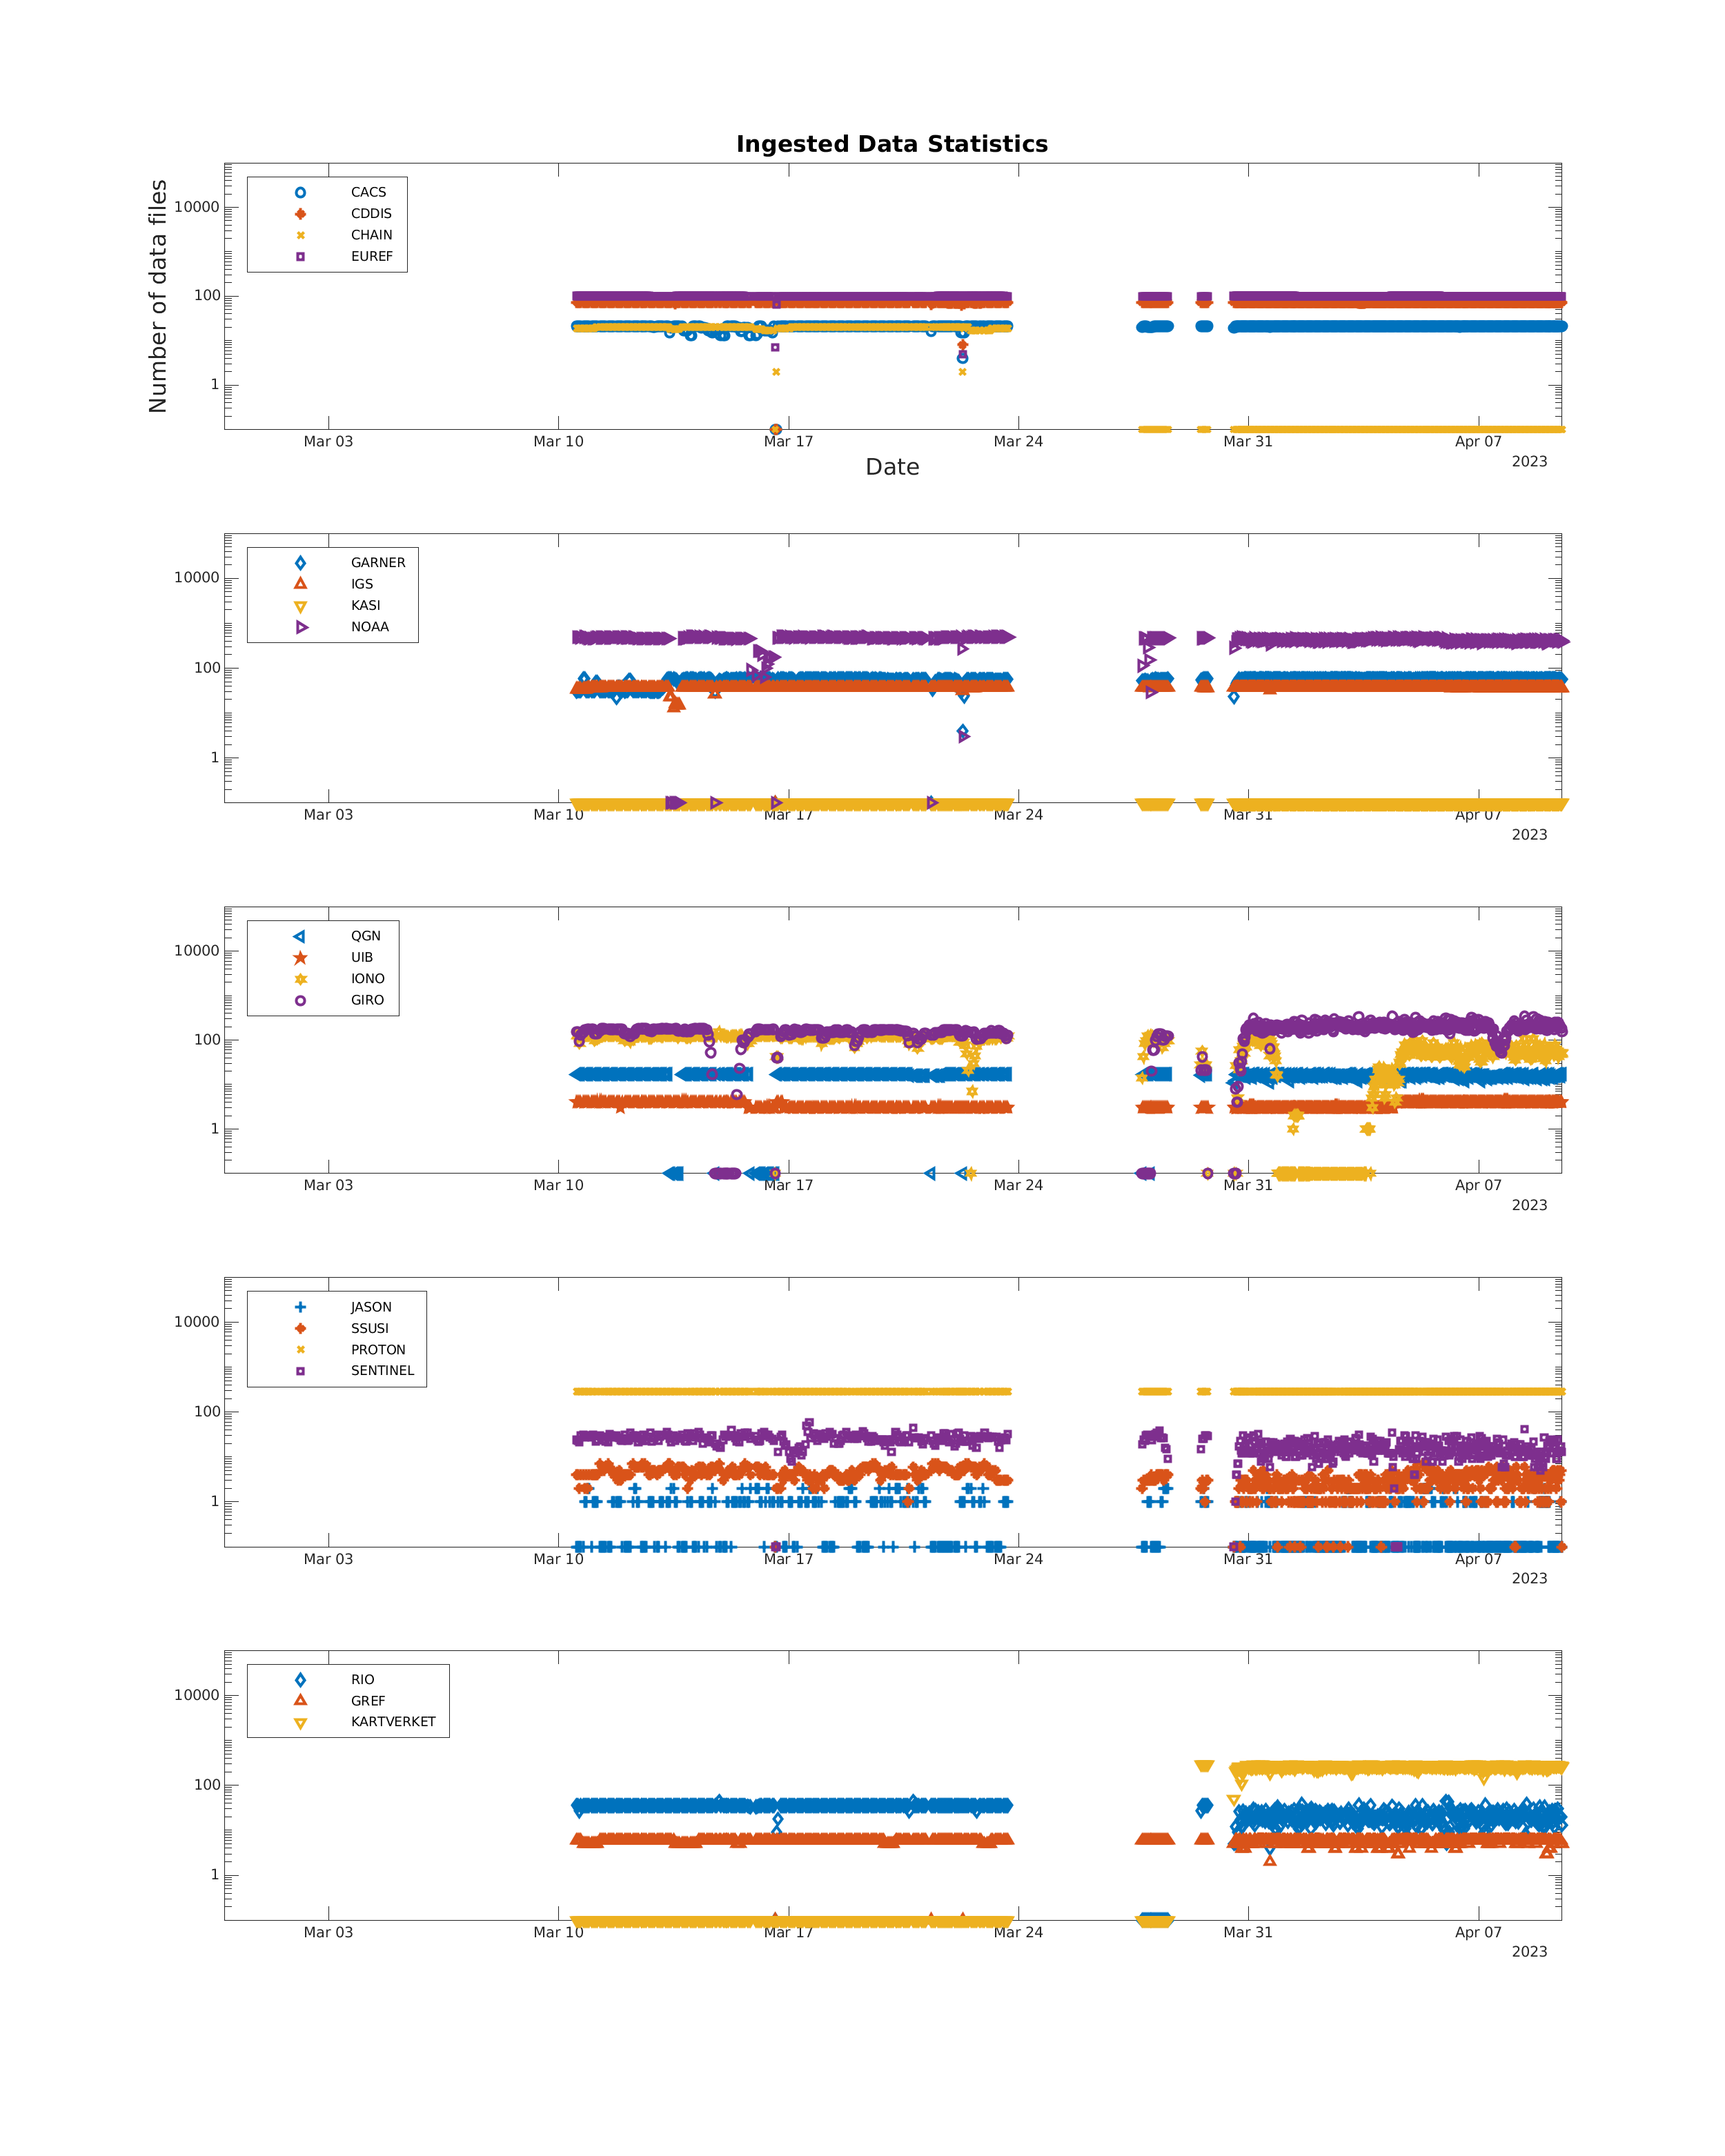 Ingested Data Statistics
Number of data files
CACS
CDDIS
CHAIN
EUREF
10000
100
1
Mar 03 Mar 10 Mar 17 Mar 24 Mar 31 Apr 07
2023
Date
GARNER
IGS
KASI
NOAA
10000
100
1
Mar 03 Mar 10 Mar 17 Mar 24 Mar 31 Apr 07
2023
QGN
UIB
IONO
GIRO
10000
100
1
Mar 03 Mar 10 Mar 17 Mar 24 Mar 31 Apr 07
2023
JASON
SSUSI
PROTON
SENTINEL
10000
100
1
Mar 03 Mar 10 Mar 17 Mar 24 Mar 31 Apr 07
2023
RIO
GREF
KARTVERKET
10000
100
1
Mar 03 Mar 10 Mar 17 Mar 24 Mar 31 Apr 07
2023